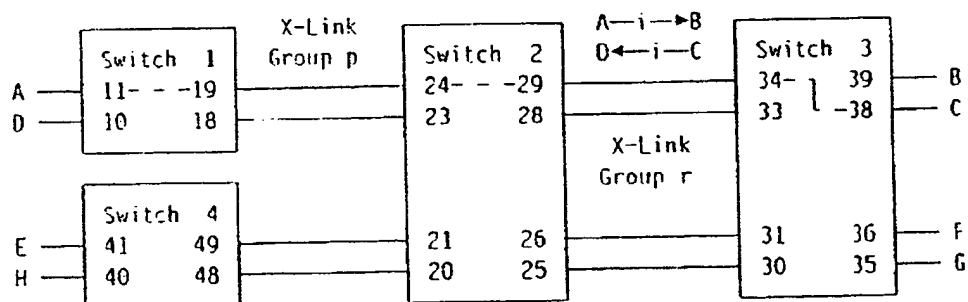 X-Link
Group p
A—i→B
D←i—C
Switch 1
11- - -19
10 18
Switch 2
24- - -29
23 28
Switch 3
34- 39
33 -38
A
D
B
C
X-Link
Group r
Switch 4
41 49
40 48
21 26
20 25
31 36
30 35
E
H
F
G